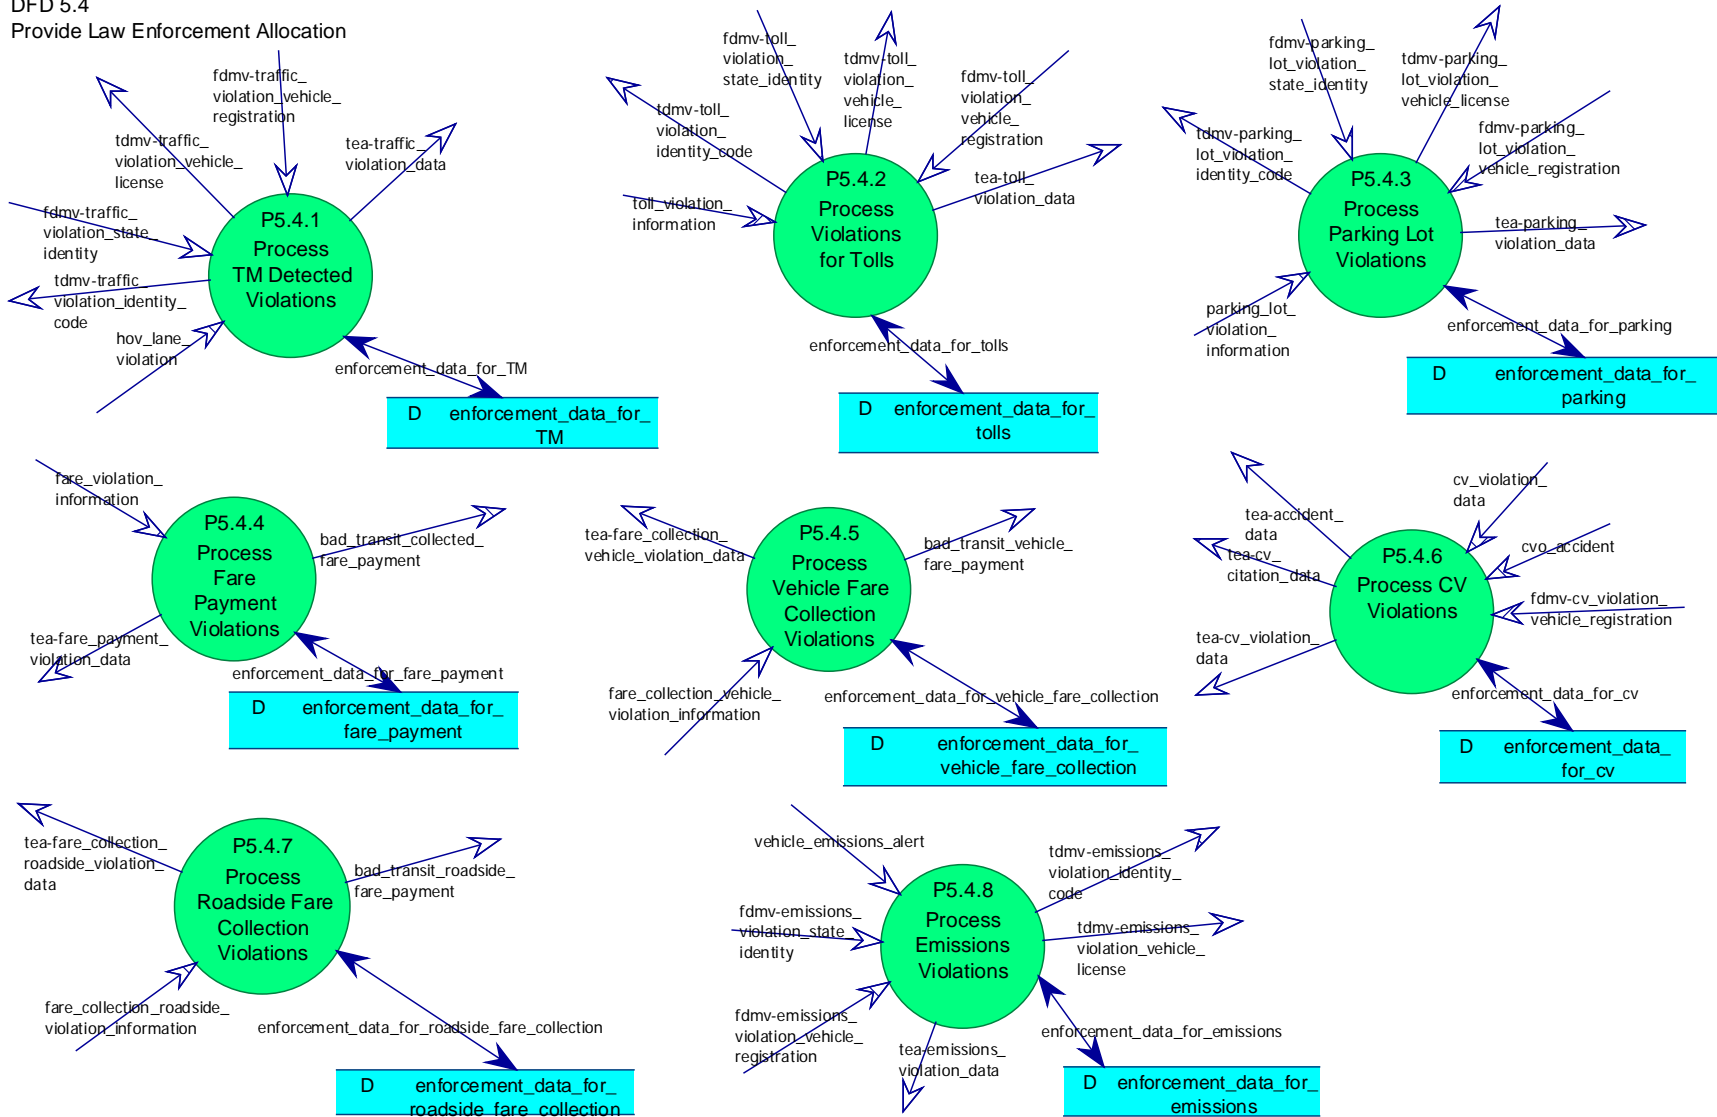 DFD 5.4
Provide Law Enforcement Allocation
fdmv-traffic_
violation_vehicle_
registration
tdmv-traffic_
violation_vehicle_
license
tea-traffic_
violation_data
fdmv-traffic_
violation_state_
identity
tdmv-traffic_
violation_identity_
code
hov_lane_
violation
P5.4.1
Process
TM Detected
Violations
enforcement_data_for_TM
D enforcement_data_for_
TM
fdmv-toll_
violation_
state_identity
tdmv-toll_
violation_
vehicle_
license
fdmv-toll_
violation_
vehicle_
registration
tdmv-toll_
violation_
identity_code
toll_violation_
information
tea-toll_
violation_data
P5.4.2
Process
Violations
for Tolls
enforcement_data_for_tolls
D enforcement_data_for_
tolls
fdmv-parking_
lot_violation_
state_identity
tdmv-parking_
lot_violation_
vehicle_license
tdmv-parking_
lot_violation_
identity_code
fdmv-parking_
lot_violation_
vehicle_registration
tea-parking_
violation_data
parking_lot_
violation_
information
P5.4.3
Process
Parking Lot
Violations
enforcement_data_for_parking
D enforcement_data_for_
parking
fare_violation_
information
P5.4.4
Process
Fare
Payment
Violations
bad_transit_collected_
fare_payment
tea-fare_payment_
violation_data
enforcement_data_for_fare_payment
D enforcement_data_for_
fare_payment
tea-fare_collection_
vehicle_violation_data
P5.4.5
Process
Vehicle Fare
Collection
Violations
bad_transit_vehicle_
fare_payment
fare_collection_vehicle_
violation_information
enforcement_data_for_vehicle_fare_collection
D enforcement_data_for_
vehicle_fare_collection
cv_violation_
data
tea-accident_
data
tea-cv_
citation_data
cvo_accident
fdmv-cv_violation_
vehicle_registration
tea-cv_violation_
data
P5.4.6
Process CV
Violations
enforcement_data_for_cv
D enforcement_data_
for_cv
tea-fare_collection_
roadside_violation_
data
P5.4.7
Process
Roadside Fare
Collection
Violations
bad_transit_roadside_
fare_payment
fare_collection_roadside_
violation_information
enforcement_data_for_roadside_fare_collection
D enforcement_data_for_
roadside_fare_collection
vehicle_emissions_alert
tdmv-emissions_
violation_identity_
code
fdmv-emissions_
violation_state_
identity
P5.4.8
Process
Emissions
Violations
tdmv-emissions_
violation_vehicle_
license
fdmv-emissions_
violation_vehicle_
registration
tea-emissions_
violation_data
enforcement_data_for_emissions
D enforcement_data_for_
emissions